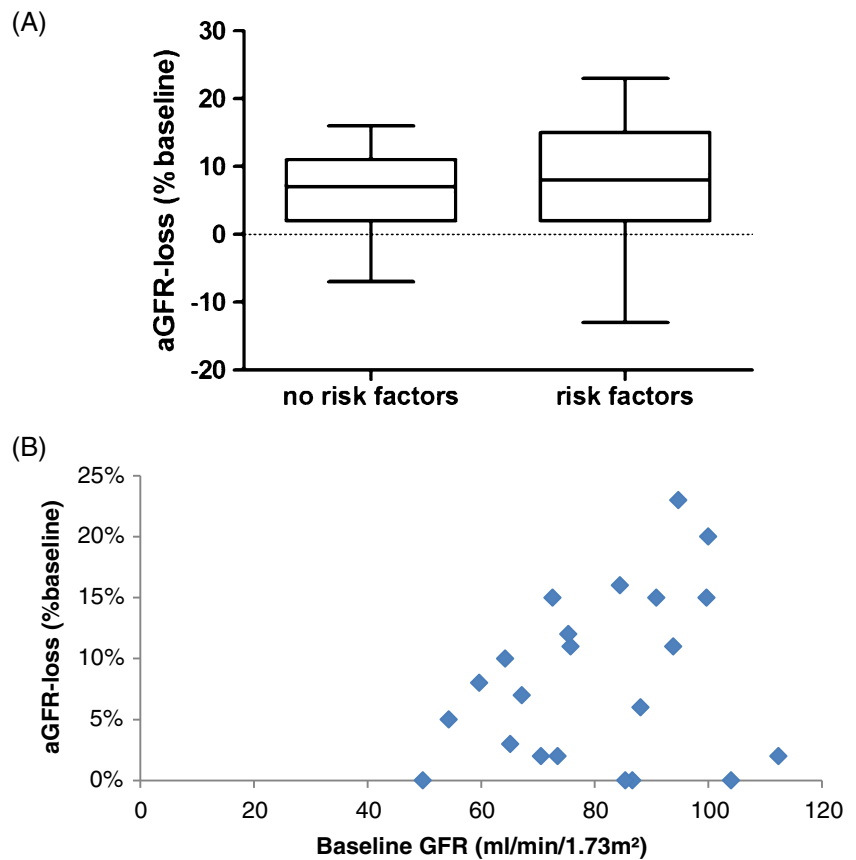 (A)
30
20
10
0
-10
-20
aGFR-loss (% baseline)
no risk factors
risk factors
(B)
25%
20%
15%
10%
5%
0%
aGFR-loss (%baseline)
0
20
40
60
80
100
120
Baseline GFR (ml/min/1.73m²)